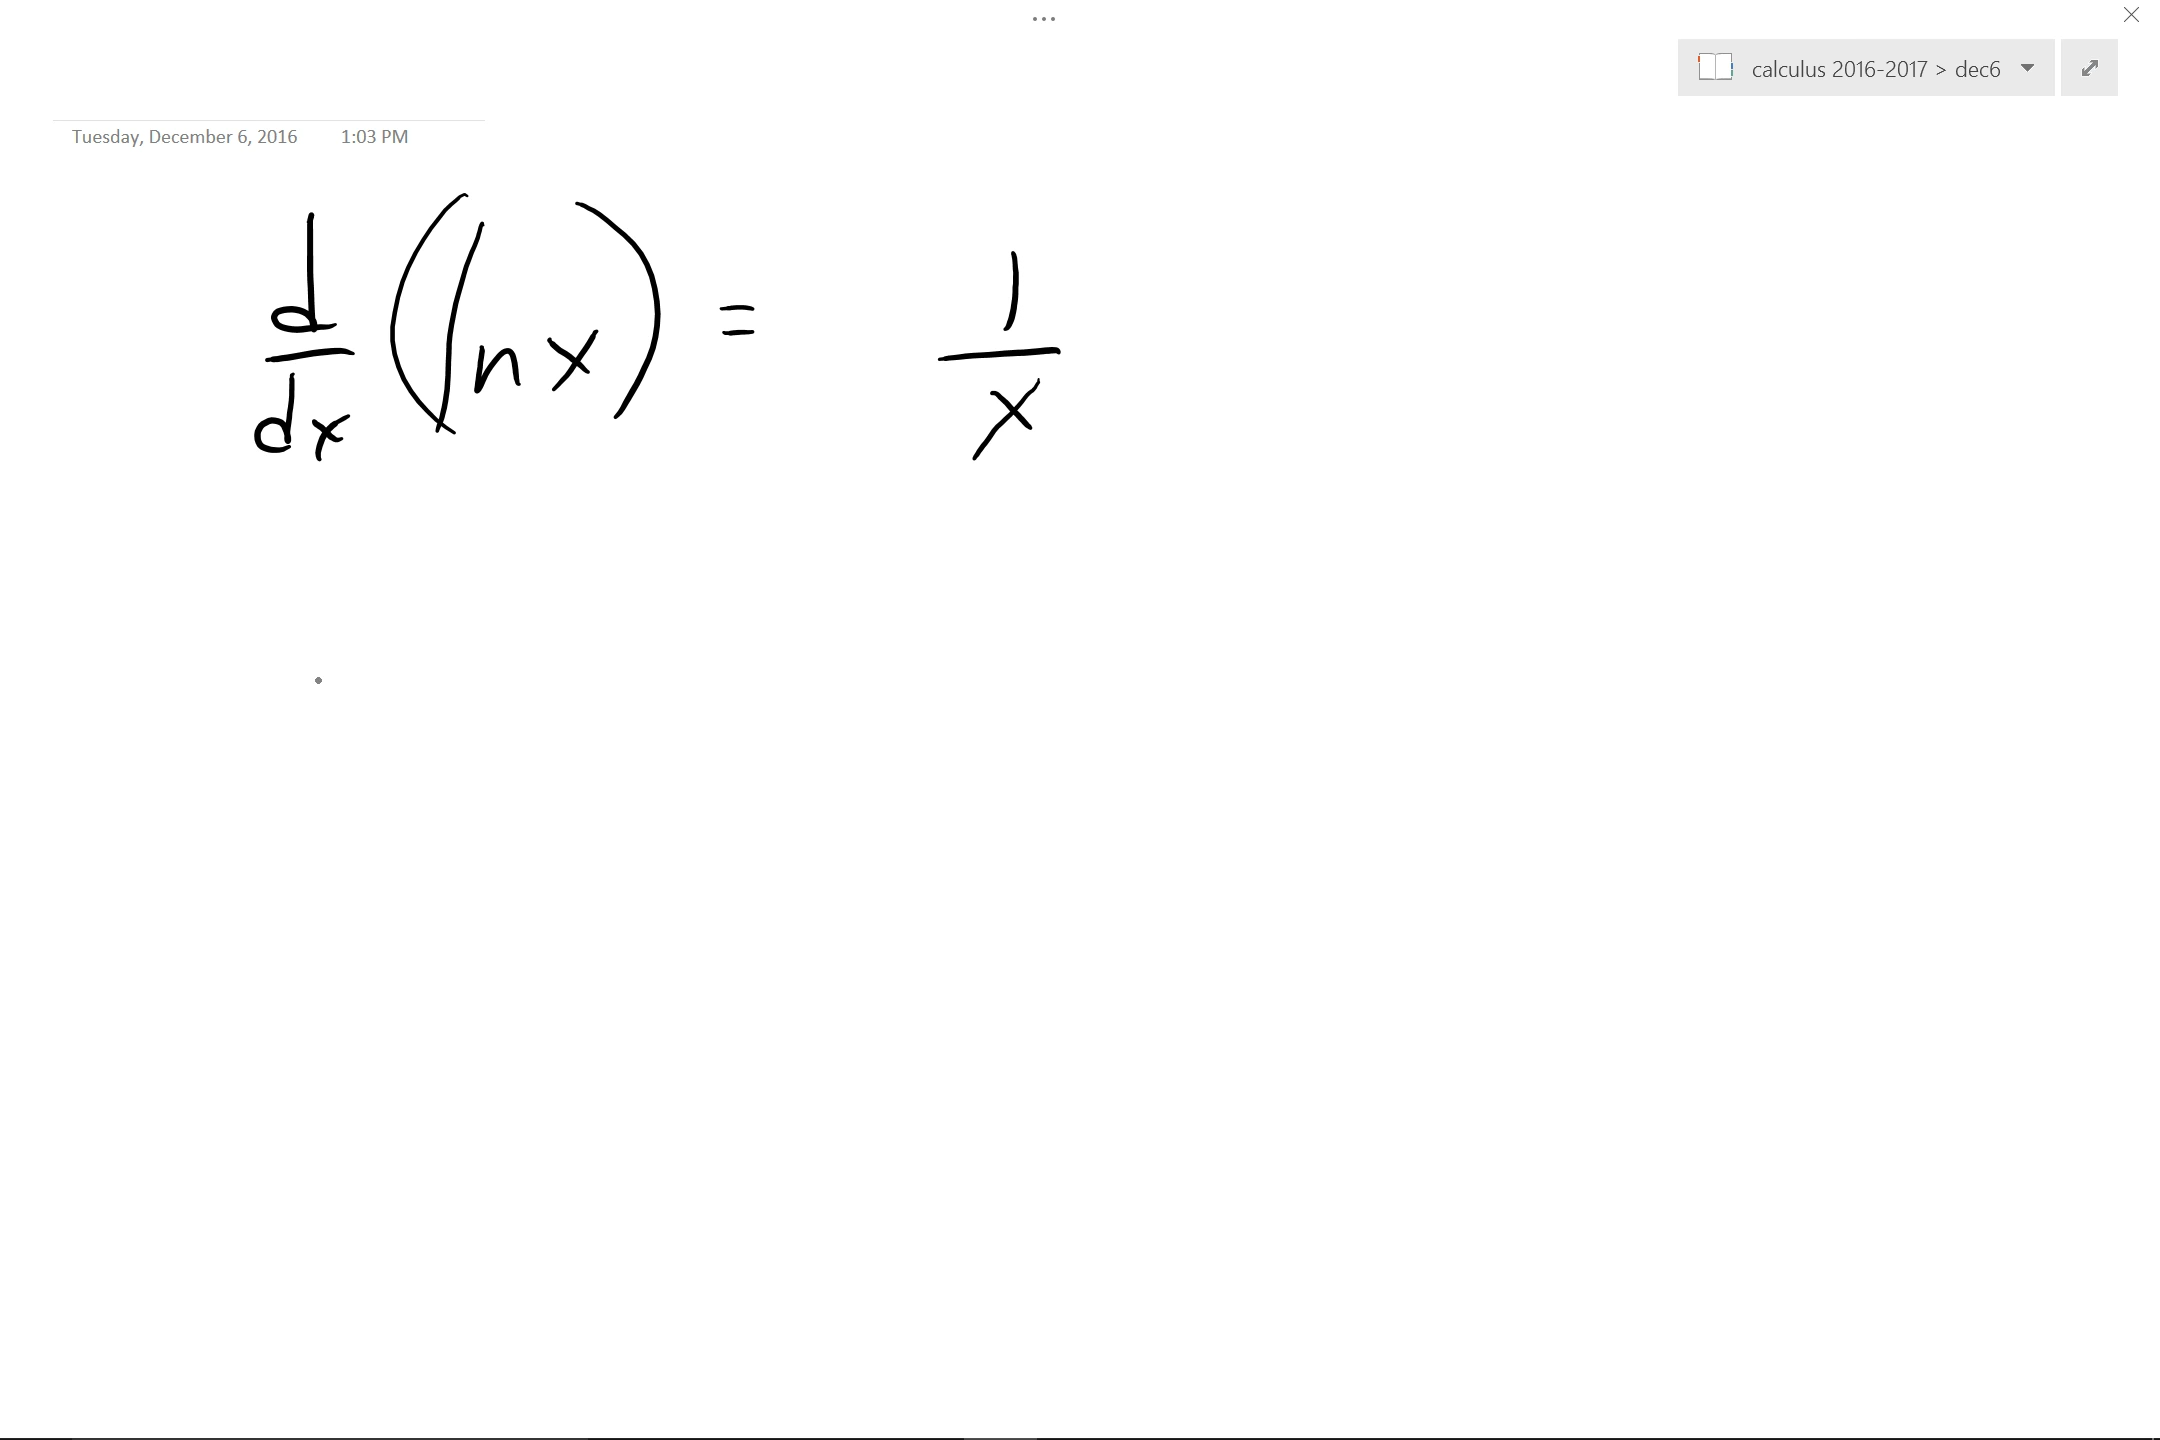 calculus 2016-2017 > dec6
Tuesday, December 6, 2016 1:03 PM
d/dx (ln x) = 1/x